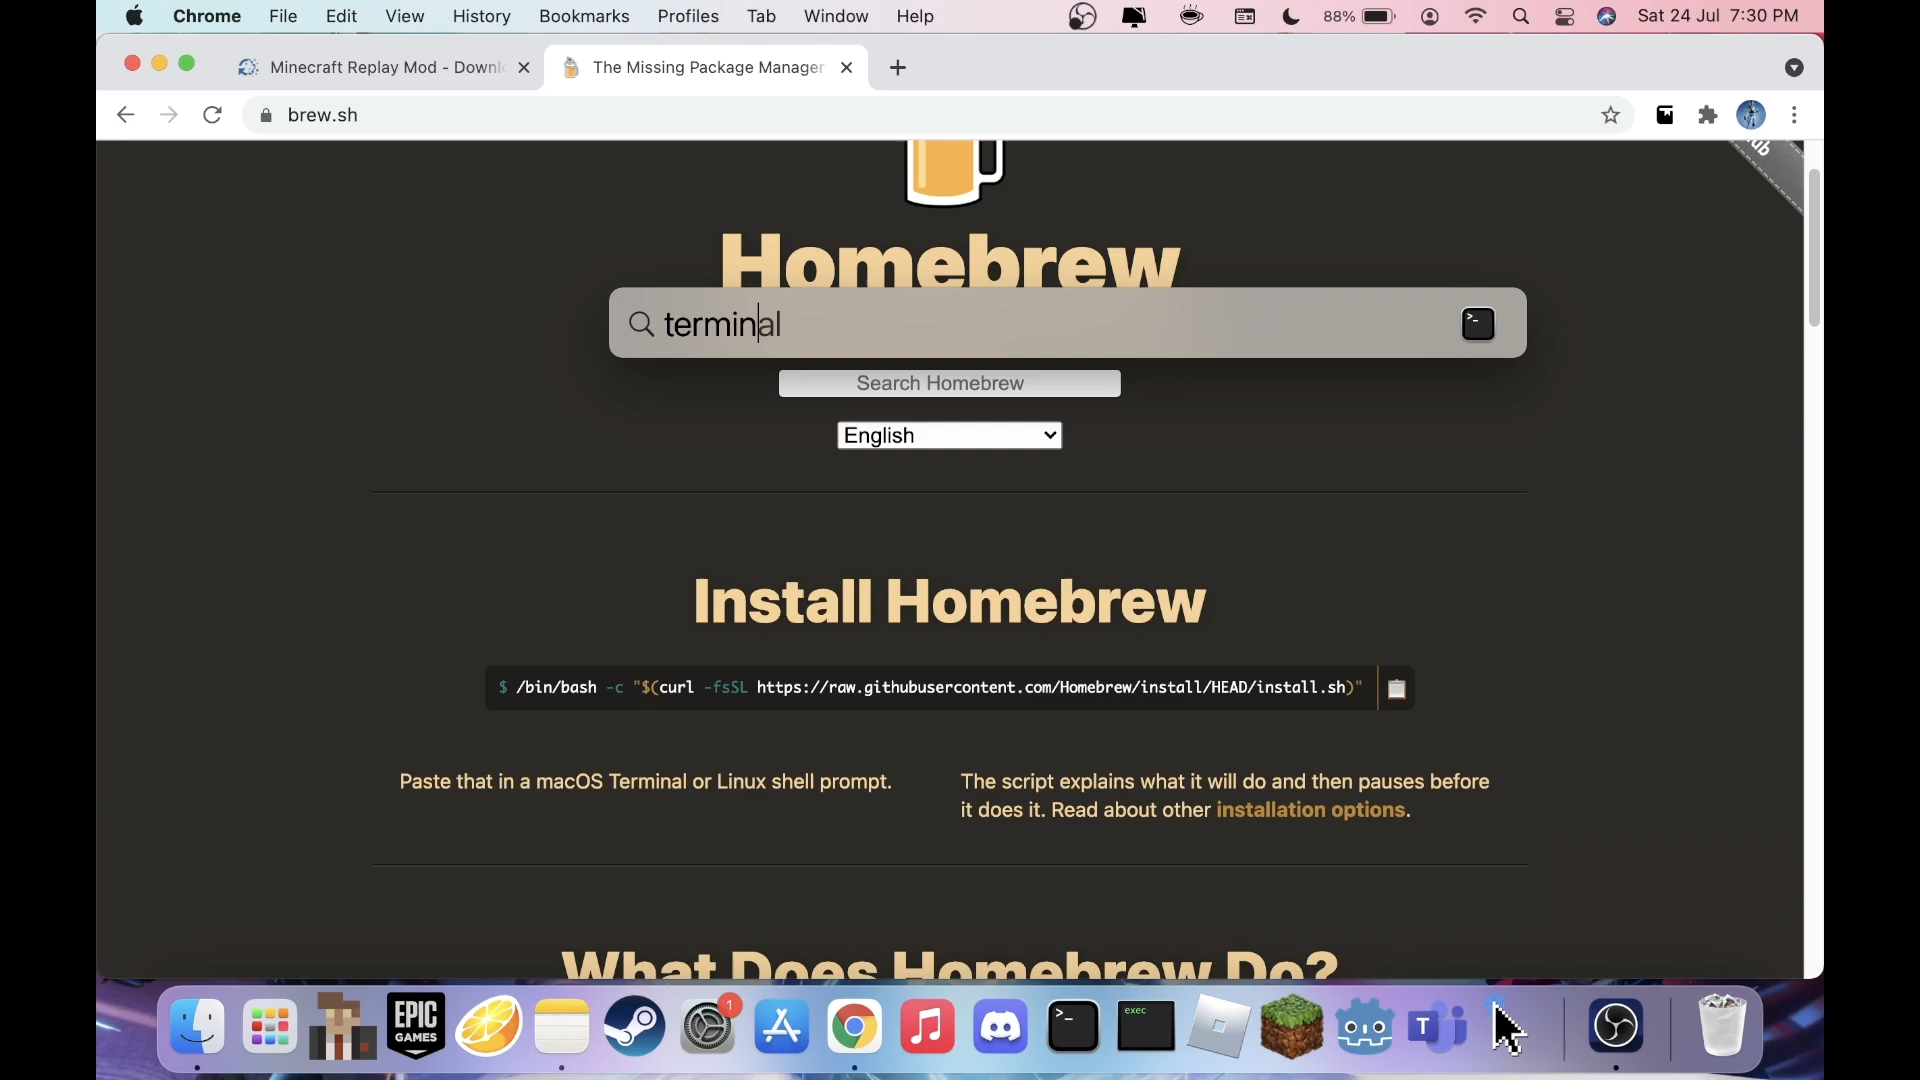 Chrome File Edit View History Bookmarks Profiles Tab Window Help 88% Sat 24 Jul 7:30 PM
Minecraft Replay Mod - Downl
The Missing Package Manager
brew.sh
ub
Homebrew
terminal
>_
Search Homebrew
English
Install Homebrew
$ /bin/bash -c "$(curl -fsSL https://raw.githubusercontent.com/Homebrew/install/HEAD/install.sh)"
Paste that in a macOS Terminal or Linux shell prompt.
The script explains what it will do and then pauses before
it does it. Read about other installation options.
What Does Homebrew Do?
EPIC
GAMES
1
>_
exec
T